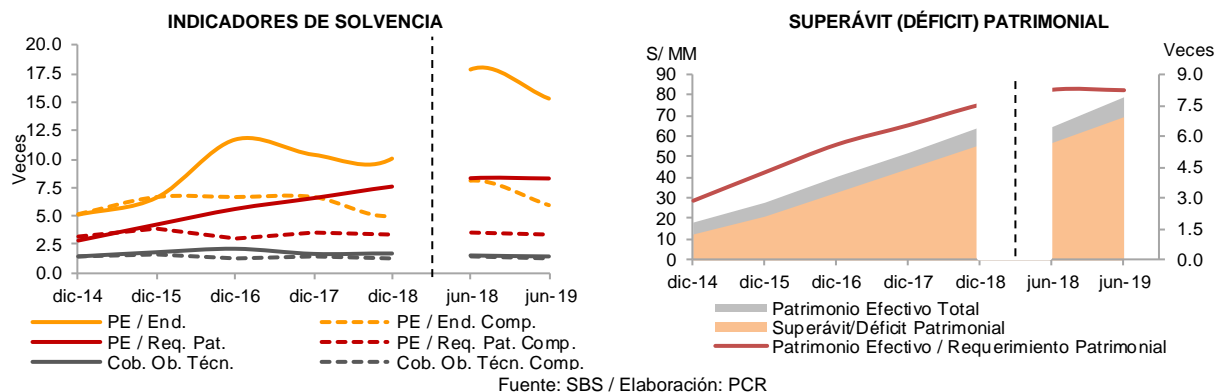 INDICADORES DE SOLVENCIA
20.0
17.5
15.0
12.5
10.0
7.5
5.0
2.5
0.0
Veces
dic-14 dic-15 dic-16 dic-17 dic-18 jun-18 jun-19
PE / End. PE / End. Comp.
PE / Req. Pat. PE / Req. Pat. Comp.
Cob. Ob. Técn. Cob. Ob. Técn. Comp.
SUPERÁVIT (DÉFICIT) PATRIMONIAL
S/ MM Veces
90 9.0
80
70 7.5
60 6.0
50
40 4.5
30 3.0
20
10 1.5
0 0.0
dic-14 dic-15 dic-16 dic-17 dic-18 jun-18 jun-19
Patrimonio Efectivo Total
Superávit/Déficit Patrimonial
Patrimonio Efectivo / Requerimiento Patrimonial
Fuente: SBS / Elaboración: PCR